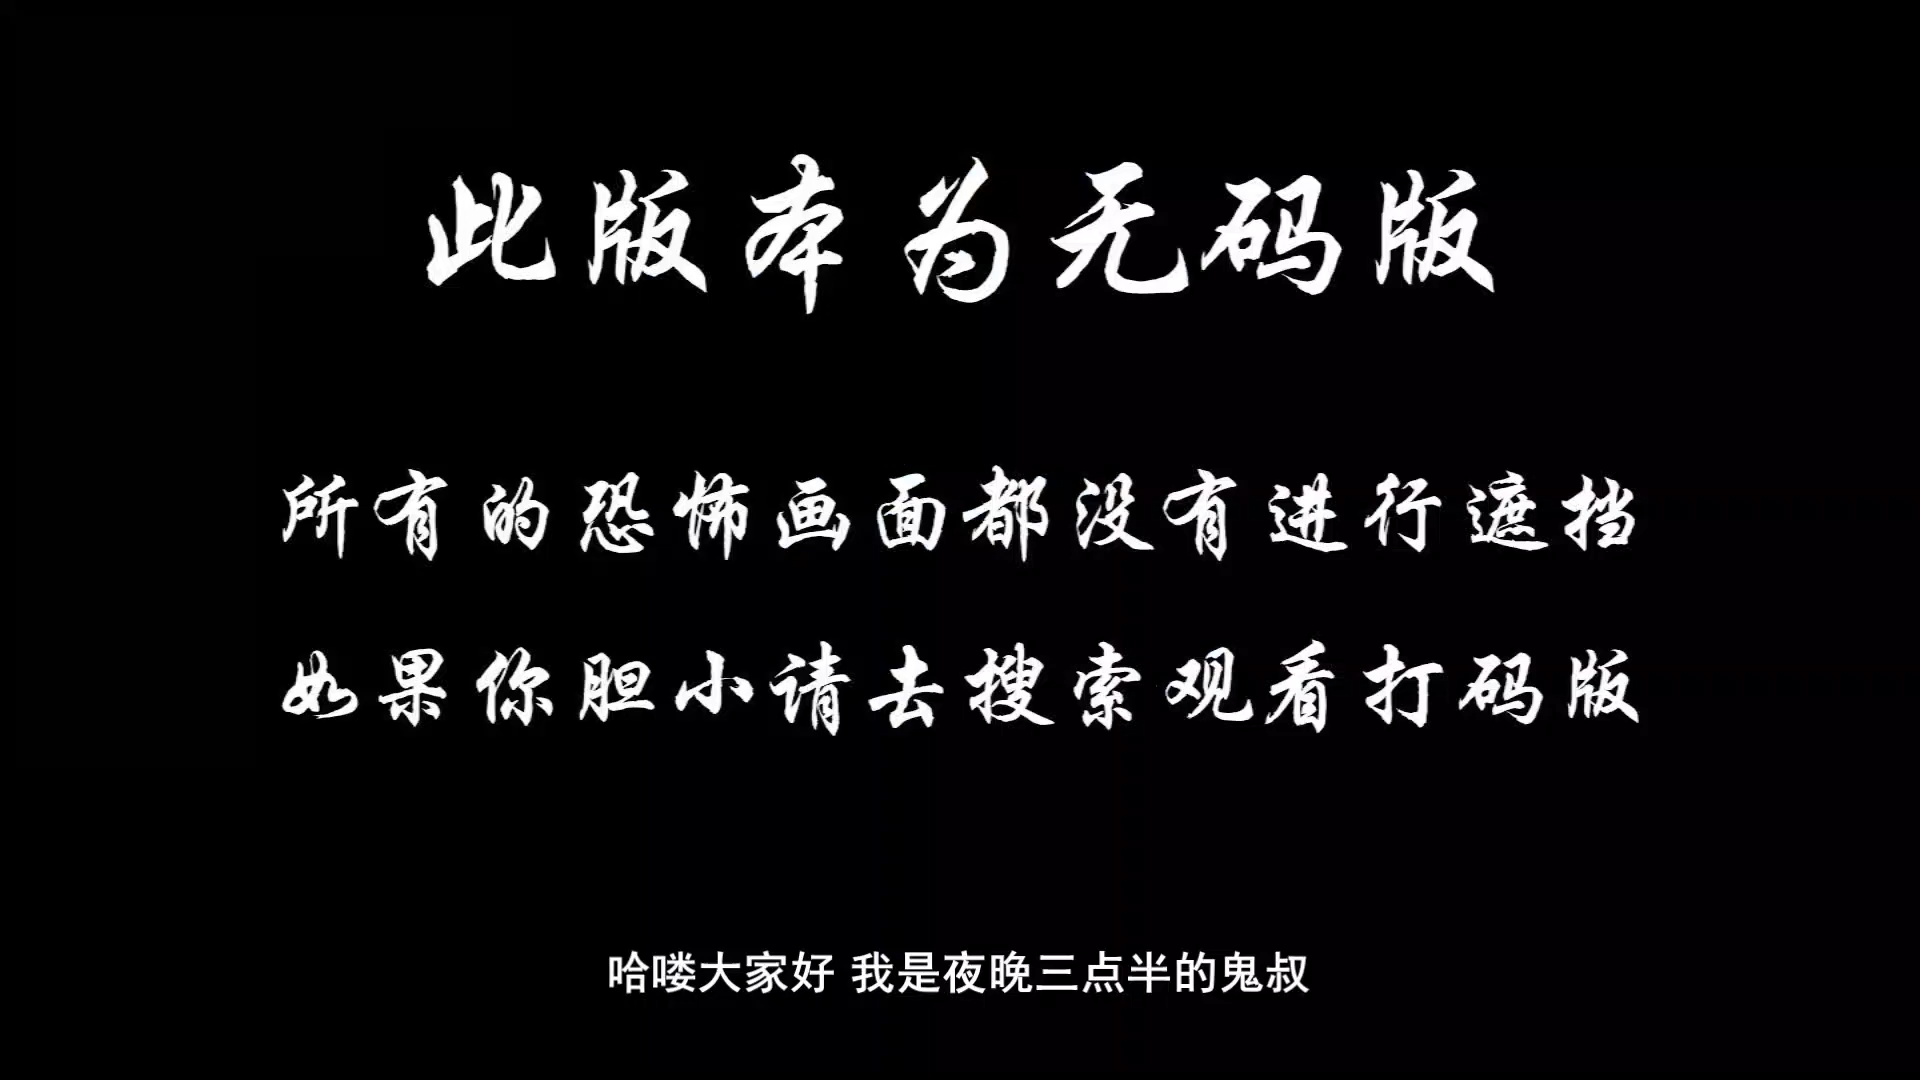 此版本为无码版
所有的恐怖画面都没有进行遮挡
如果你胆小请去搜索观看打码版
哈喽大家好 我是夜晚三点半的鬼叔